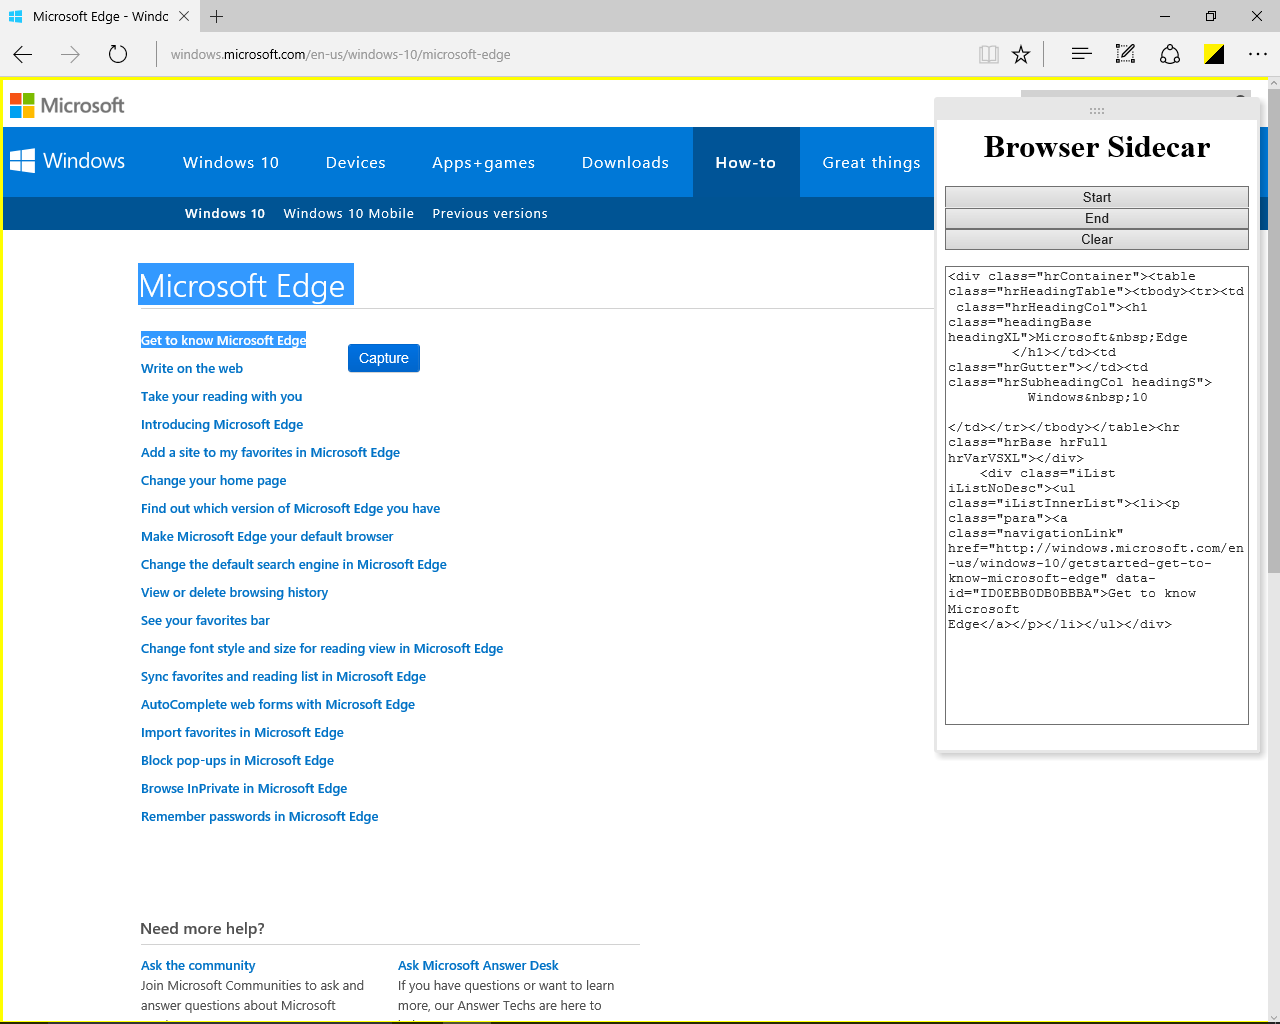 Microsoft Edge - Windc
windows.microsoft.com/en-us/windows-10/microsoft-edge
Microsoft
Windows
Windows 10
Devices
Apps+games
Downloads
How-to
Great things
Windows 10
Windows 10 Mobile
Previous versions
Microsoft Edge
Get to know Microsoft Edge
Capture
Write on the web
Take your reading with you
Introducing Microsoft Edge
Add a site to my favorites in Microsoft Edge
Change your home page
Find out which version of Microsoft Edge you have
Make Microsoft Edge your default browser
Change the default search engine in Microsoft Edge
View or delete browsing history
See your favorites bar
Change font style and size for reading view in Microsoft Edge
Sync favorites and reading list in Microsoft Edge
AutoComplete web forms with Microsoft Edge
Import favorites in Microsoft Edge
Block pop-ups in Microsoft Edge
Browse InPrivate in Microsoft Edge
Remember passwords in Microsoft Edge
Need more help?
Ask the community
Join Microsoft Communities to ask and
answer questions about Microsoft
Ask Microsoft Answer Desk
If you have questions or want to learn
more, our Answer Techs are here to
Browser Sidecar
Start
End
Clear
<div class="hrContainer"><table
class="hrHeadingTable"><tbody><tr><td
class="hrHeadingCol"><h1
class="headingBase
headingXL">Microsoft&nbsp;Edge
</h1></td><td
class="hrGutter"></td><td
class="hrSubheadingCol headingS">
Windows&nbsp;10
</td></tr></tbody></table><hr
class="hrBase hrFull
hrVarVSXL"></div>
<div class="iList
iListNoDesc"><ul
class="iListInnerList"><li><p
class="para"><a
class="navigationLink"
href="http://windows.microsoft.com/en
-us/windows-10/getstarted-get-to-
know-microsoft-edge" data-
id="ID0EBB0DB0BBBA">Get to know
Microsoft
Edge</a></p></li></ul></div>